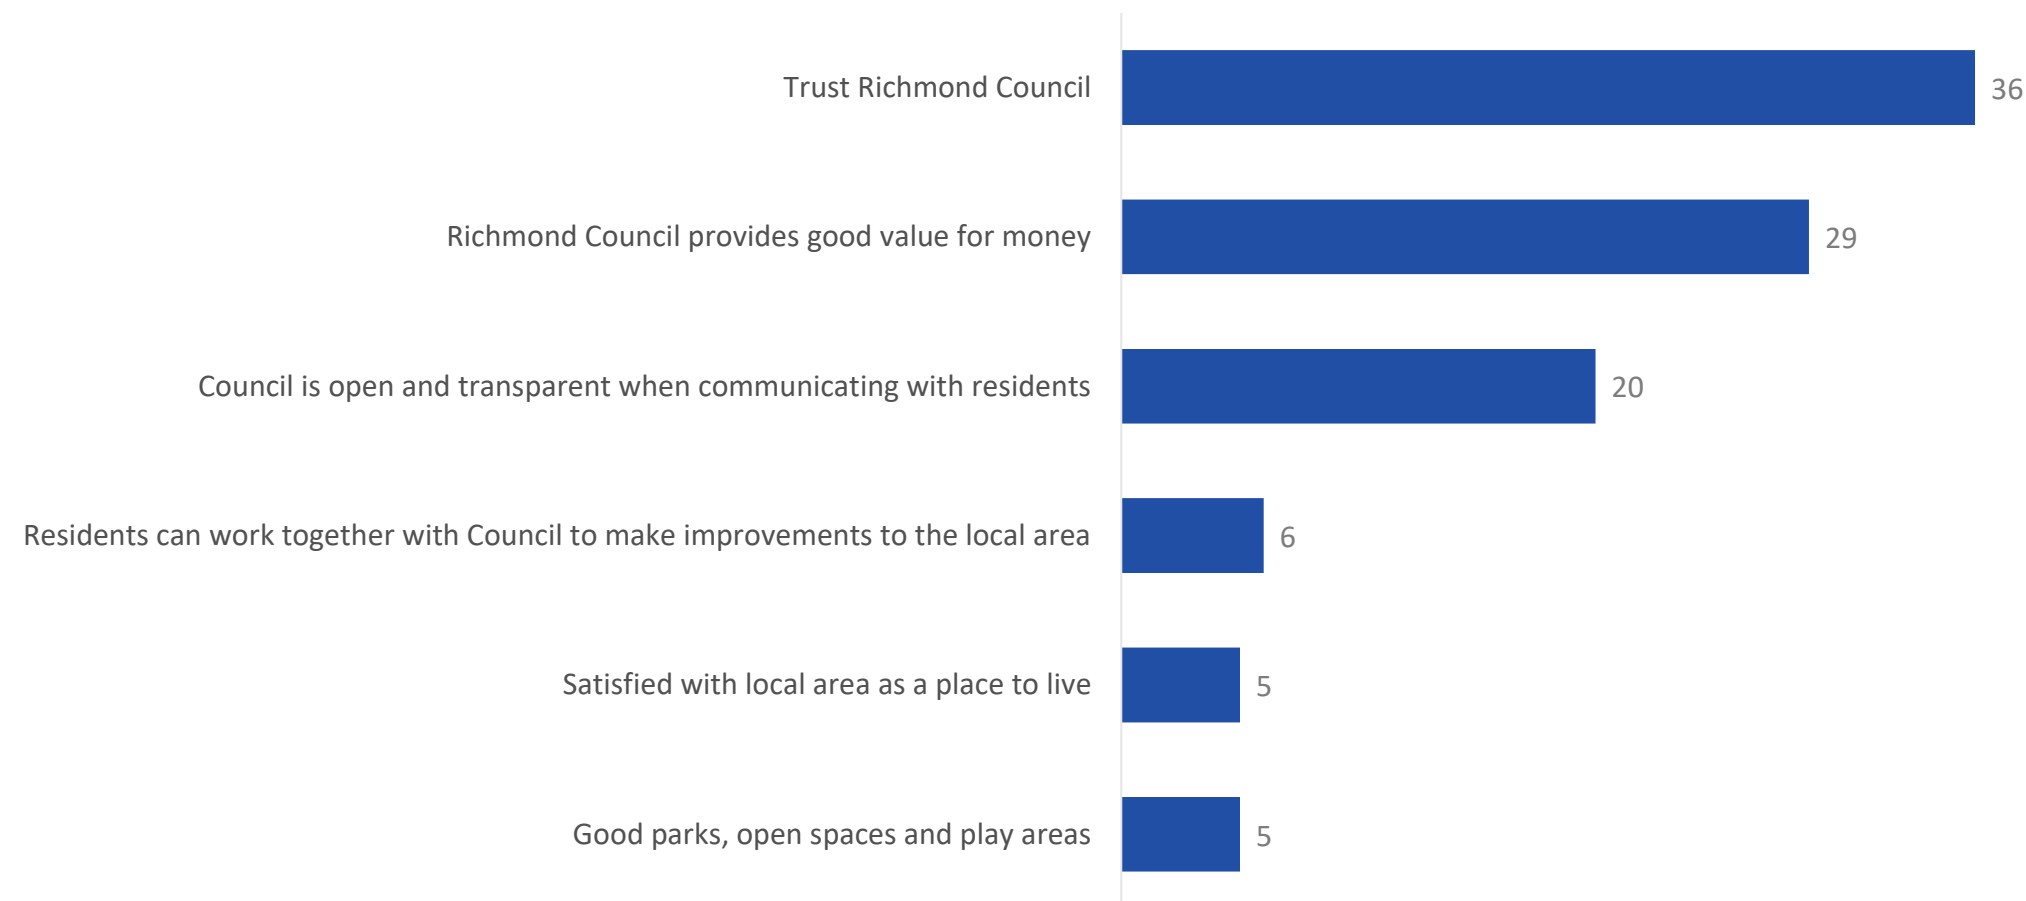 Trust Richmond Council
36
Richmond Council provides good value for money
29
Council is open and transparent when communicating with residents
20
Residents can work together with Council to make improvements to the local area
6
Satisfied with local area as a place to live
5
Good parks, open spaces and play areas
5